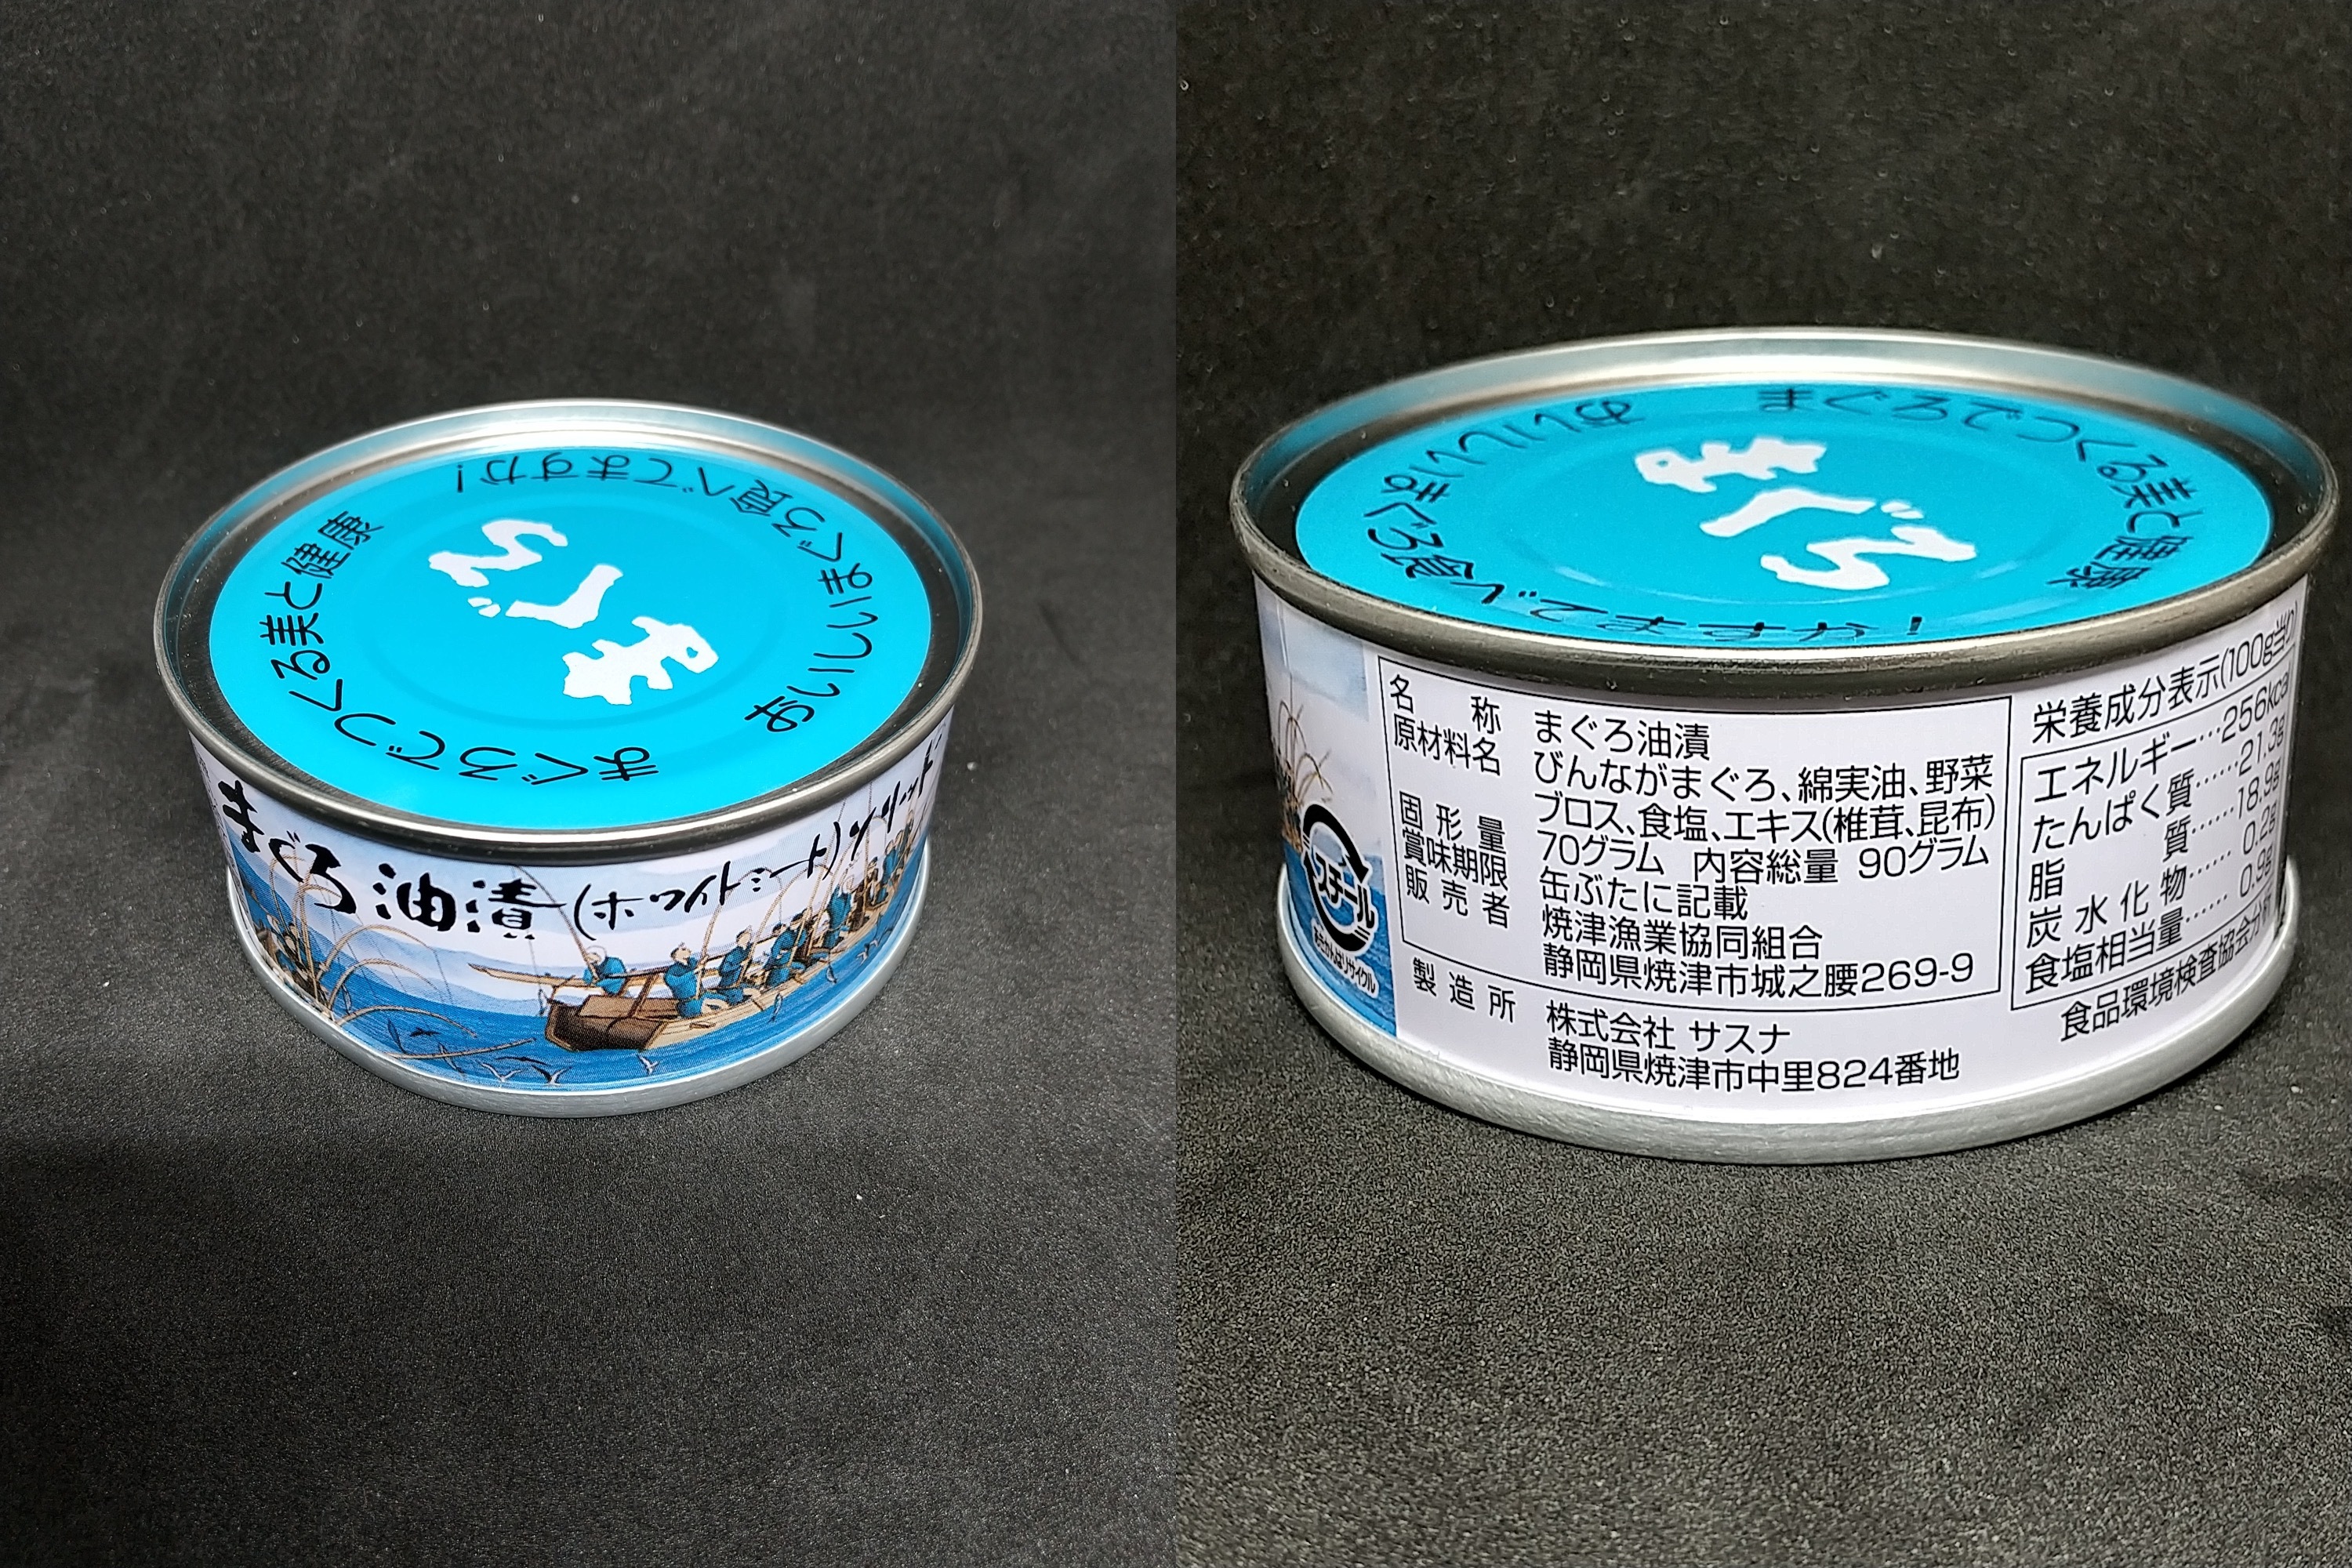 まぐろ
まぐろでつくる美と健康
おいしいまぐろ食べてますか!
まぐろ油漬(ホワイトミート)ソリッド
まぐろ
まぐろでつくる美と健康
おいしいまぐろ食べてますか!
スチール
名称 まぐろ油漬
原材料名 びんながまぐろ、綿実油、野菜
ブロス、食塩、エキス(椎茸、昆布)
固形量 70グラム 内容総量 90グラム
賞味期限 缶ぶたに記載
販売者 焼津漁業協同組合
静岡県焼津市城之腰269-9
製造所 株式会社 サスナ
静岡県焼津市中里824番地
栄養成分表示(100g当り)
エネルギー…256kcal
たんぱく質……21.3g
脂質……18.9g
炭水化物……0.2g
食塩相当量……0.9g
食品環境検査協会分析